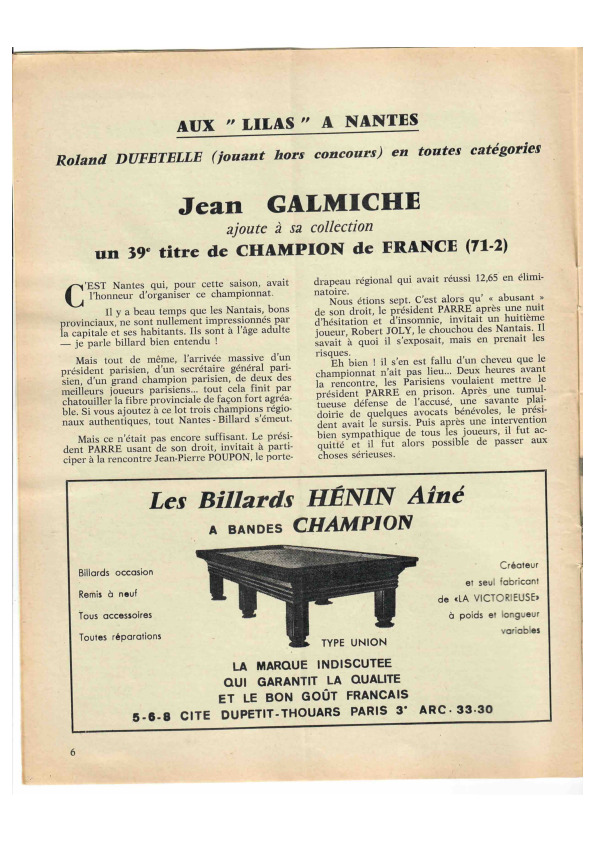 AUX " LILAS " A NANTES
Roland DUFETELLE (jouant hors concours) en toutes catégories
Jean GALMICHE
ajoute à sa collection
un 39e titre de CHAMPION de FRANCE (71-2)
C'EST Nantes qui, pour cette saison, avait
l'honneur d'organiser ce championnat.
Il y a beau temps que les Nantais, bons
provinciaux, ne sont nullement impressionnés par
la capitale et ses habitants. Ils sont à l'âge adulte
— je parle billard bien entendu !
Mais tout de même, l'arrivée massive d'un
président parisien, d'un secrétaire général pari-
sien, d'un grand champion parisien, de deux des
meilleurs joueurs parisiens... tout cela finit par
chatouiller la fibre provinciale de façon fort agréa-
ble. Si vous ajoutez à ce lot trois champions régio-
naux authentiques, tout Nantes - Billard s'émeut.
Mais ce n'était pas encore suffisant. Le prési-
dent PARRE usant de son droit, invitait à parti-
ciper à la rencontre Jean-Pierre POUPON, le porte-
drapeau régional qui avait réussi 12,65 en élimi-
natoire.
Nous étions sept. C'est alors qu' « abusant »
de son droit, le président PARRE après une nuit
d'hésitation et d'insomnie, invitait un huitième
joueur, Robert JOLY, le chouchou des Nantais. Il
savait à quoi il s'exposait, mais en prenait les
risques.
Eh bien ! il s'en est fallu d'un cheveu que le
championnat n'ait pas lieu... Deux heures avant
la rencontre, les Parisiens voulaient mettre le
président PARRE en prison. Après une tumul-
tueuse défense de l'accusé, une savante plai-
doirie de quelques avocats bénévoles, le prési-
dent avait le sursis. Puis après une intervention
bien sympathique de tous les joueurs, il fut ac-
quitté et il fut alors possible de passer aux
choses sérieuses.
Les Billards HÉNIN Aîné
A BANDES CHAMPION
Billards occasion
Remis à neuf
Tous accessoires
Toutes réparations
Créateur
et seul fabricant
de «LA VICTORIEUSE»
à poids et longueur
variables
TYPE UNION
LA MARQUE INDISCUTEE
QUI GARANTIT LA QUALITE
ET LE BON GOÛT FRANCAIS
5-6-8 CITE DUPETIT-THOUARS PARIS 3° ARC. 33-30
6